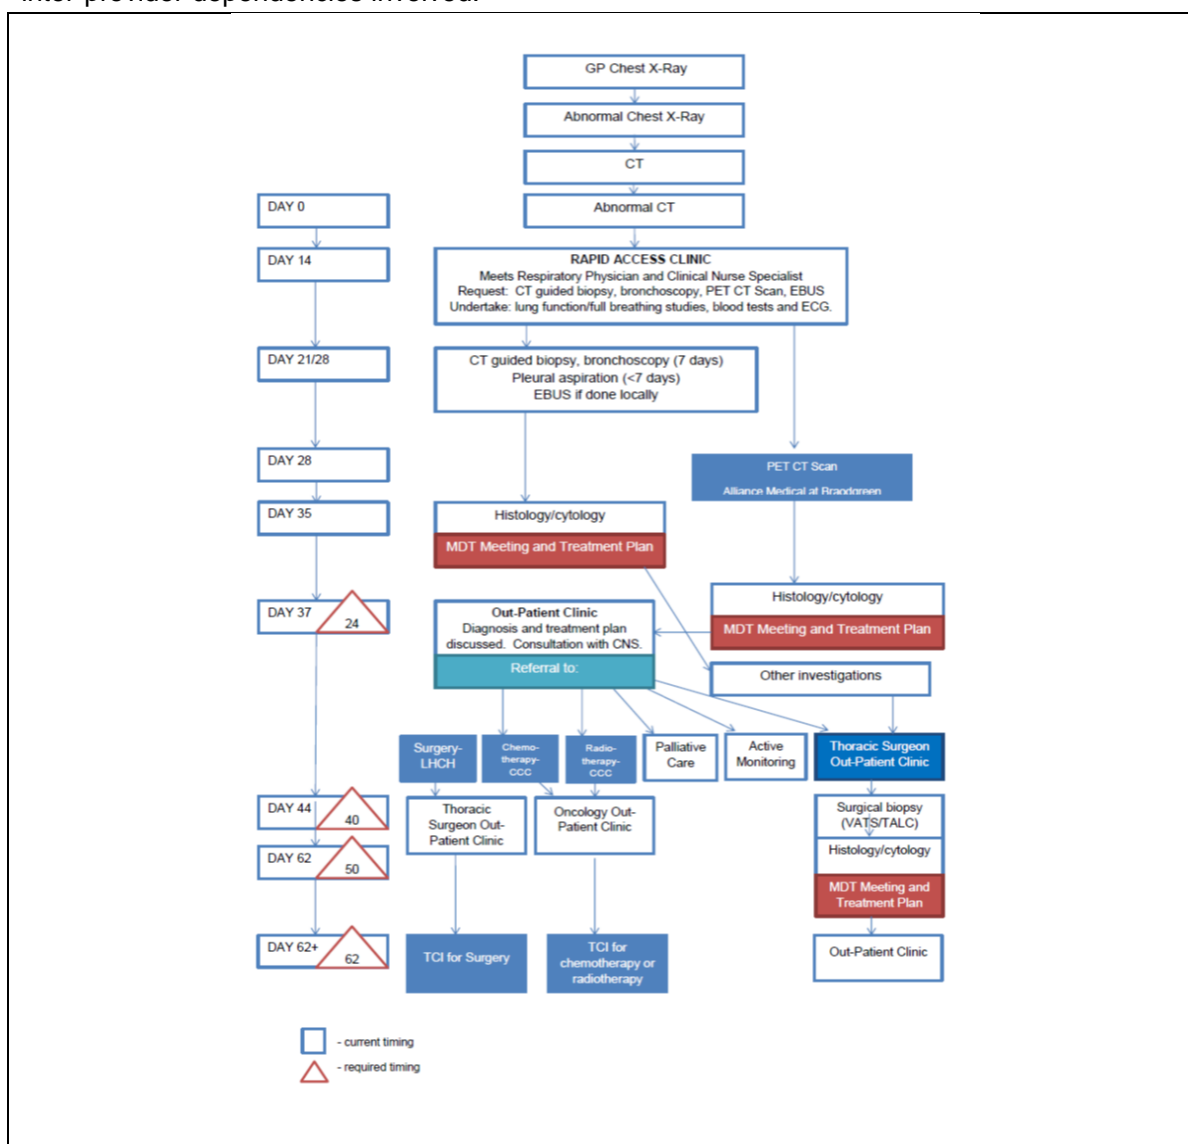 GP Chest X-Ray
Abnormal Chest X-Ray
CT
DAY 0
Abnormal CT
DAY 14
RAPID ACCESS CLINIC
Meets Respiratory Physician and Clinical Nurse Specialist
Request: CT guided biopsy, bronchoscopy, PET CT Scan, EBUS
Undertake: lung function/full breathing studies, blood tests and ECG.
DAY 21/28
CT guided biopsy, bronchoscopy (7 days)
Pleural aspiration (<7 days)
EBUS if done locally
DAY 28
PET CT Scan
Alliance Medical at Braodgreen
DAY 35
Histology/cytology
MDT Meeting and Treatment Plan
Histology/cytology
MDT Meeting and Treatment Plan
DAY 37
24
Out-Patient Clinic
Diagnosis and treatment plan
discussed. Consultation with CNS.
Referral to:
Other investigations
Surgery-
LHCH
Chemo-
therapy-
CCC
Radio-
therapy-
CCC
Palliative
Care
Active
Monitoring
Thoracic Surgeon
Out-Patient Clinic
DAY 44
40
Thoracic
Surgeon Out-
Patient Clinic
Oncology Out-
Patient Clinic
Surgical biopsy
(VATS/TALC)
Histology/cytology
MDT Meeting and
Treatment Plan
DAY 62
50
DAY 62+
62
TCI for Surgery
TCI for
chemotherapy or
radiotherapy
Out-Patient Clinic
- current timing
- required timing